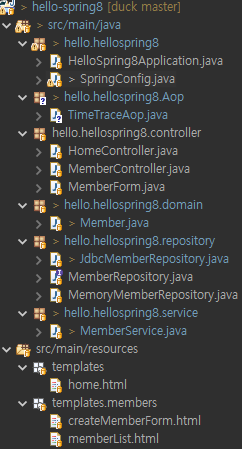 > hello-spring8 [duck master]
> src/main/java
> hello.hellospring8
HelloSpring8Application.java
> SpringConfig.java
> hello.hellospring8.Aop
TimeTraceAop.java
hello.hellospring8.controller
HomeController.java
MemberController.java
MemberForm.java
> hello.hellospring8.domain
> Member.java
> hello.hellospring8.repository
> JdbcMemberRepository.java
MemberRepository.java
MemoryMemberRepository.java
> hello.hellospring8.service
> MemberService.java
src/main/resources
templates
home.html
templates.members
createMemberForm.html
memberList.html